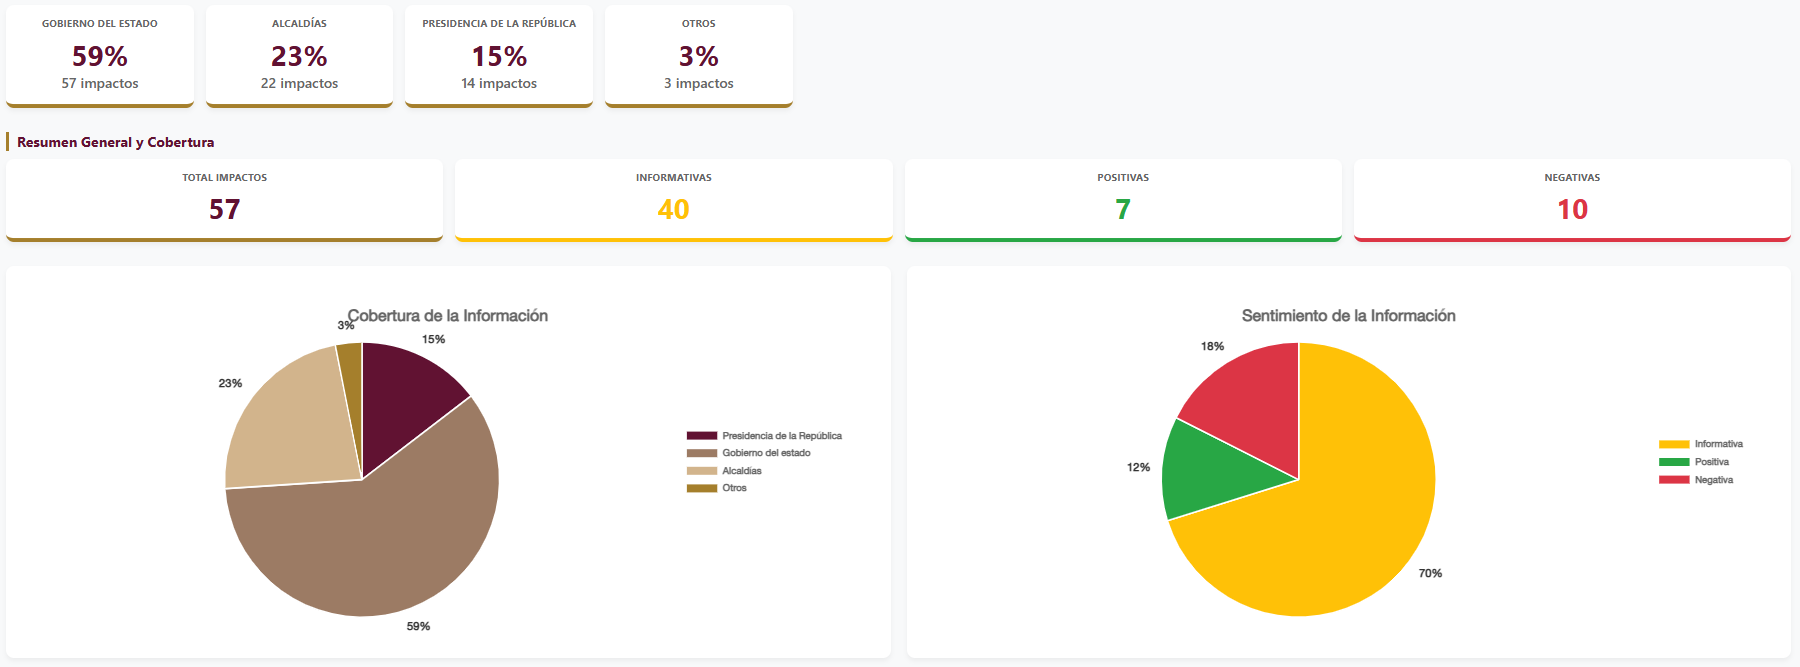 GOBIERNO DEL ESTADO
59%
57 impactos
ALCALDÍAS
23%
22 impactos
PRESIDENCIA DE LA REPÚBLICA
15%
14 impactos
OTROS
3%
3 impactos
Resumen General y Cobertura
TOTAL IMPACTOS
57
INFORMATIVAS
40
POSITIVAS
7
NEGATIVAS
10
Cobertura de la Información
3%
15%
23%
59%
Presidencia de la República
Gobierno del estado
Alcaldías
Otros
Sentimiento de la Información
18%
12%
70%
Informativa
Positiva
Negativa